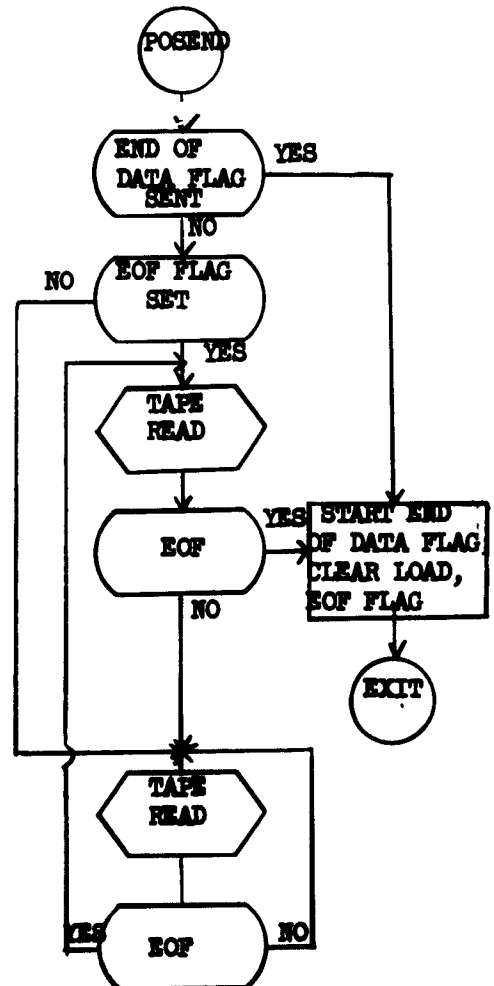 POSEND
END OF
DATA FLAG
SENT
YES
NO
EOF FLAG
SET
NO
YES
TAPE
READ
EOF
YES
START END
OF DATA FLAG
CLEAR LOAD,
EOF FLAG
NO
EXIT
TAPE
READ
YES
EOF
NO